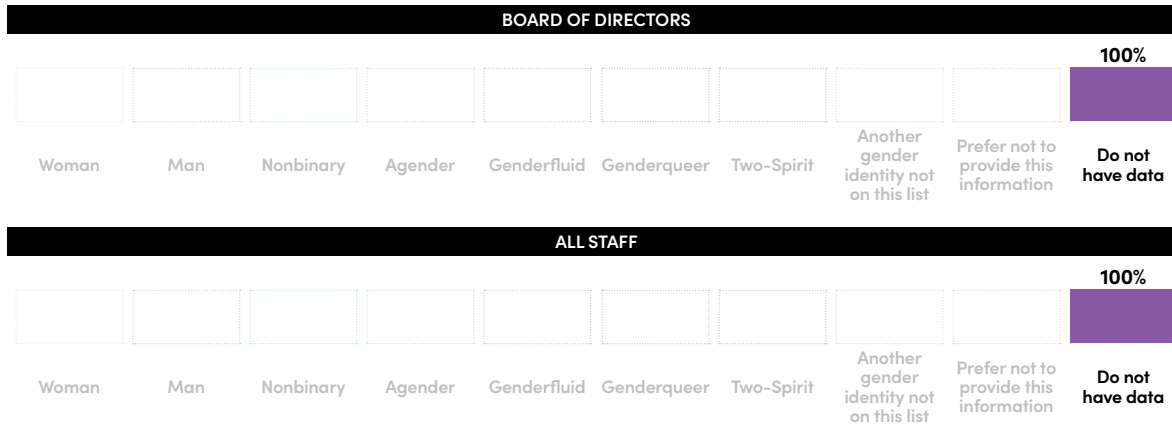 BOARD OF DIRECTORS
100%
Woman
Man
Nonbinary
Agender
Genderfluid
Genderqueer
Two-Spirit
Another
gender
identity not
on this list
Prefer not to
provide this
information
Do not
have data
ALL STAFF
100%
Woman
Man
Nonbinary
Agender
Genderfluid
Genderqueer
Two-Spirit
Another
gender
identity not
on this list
Prefer not to
provide this
information
Do not
have data